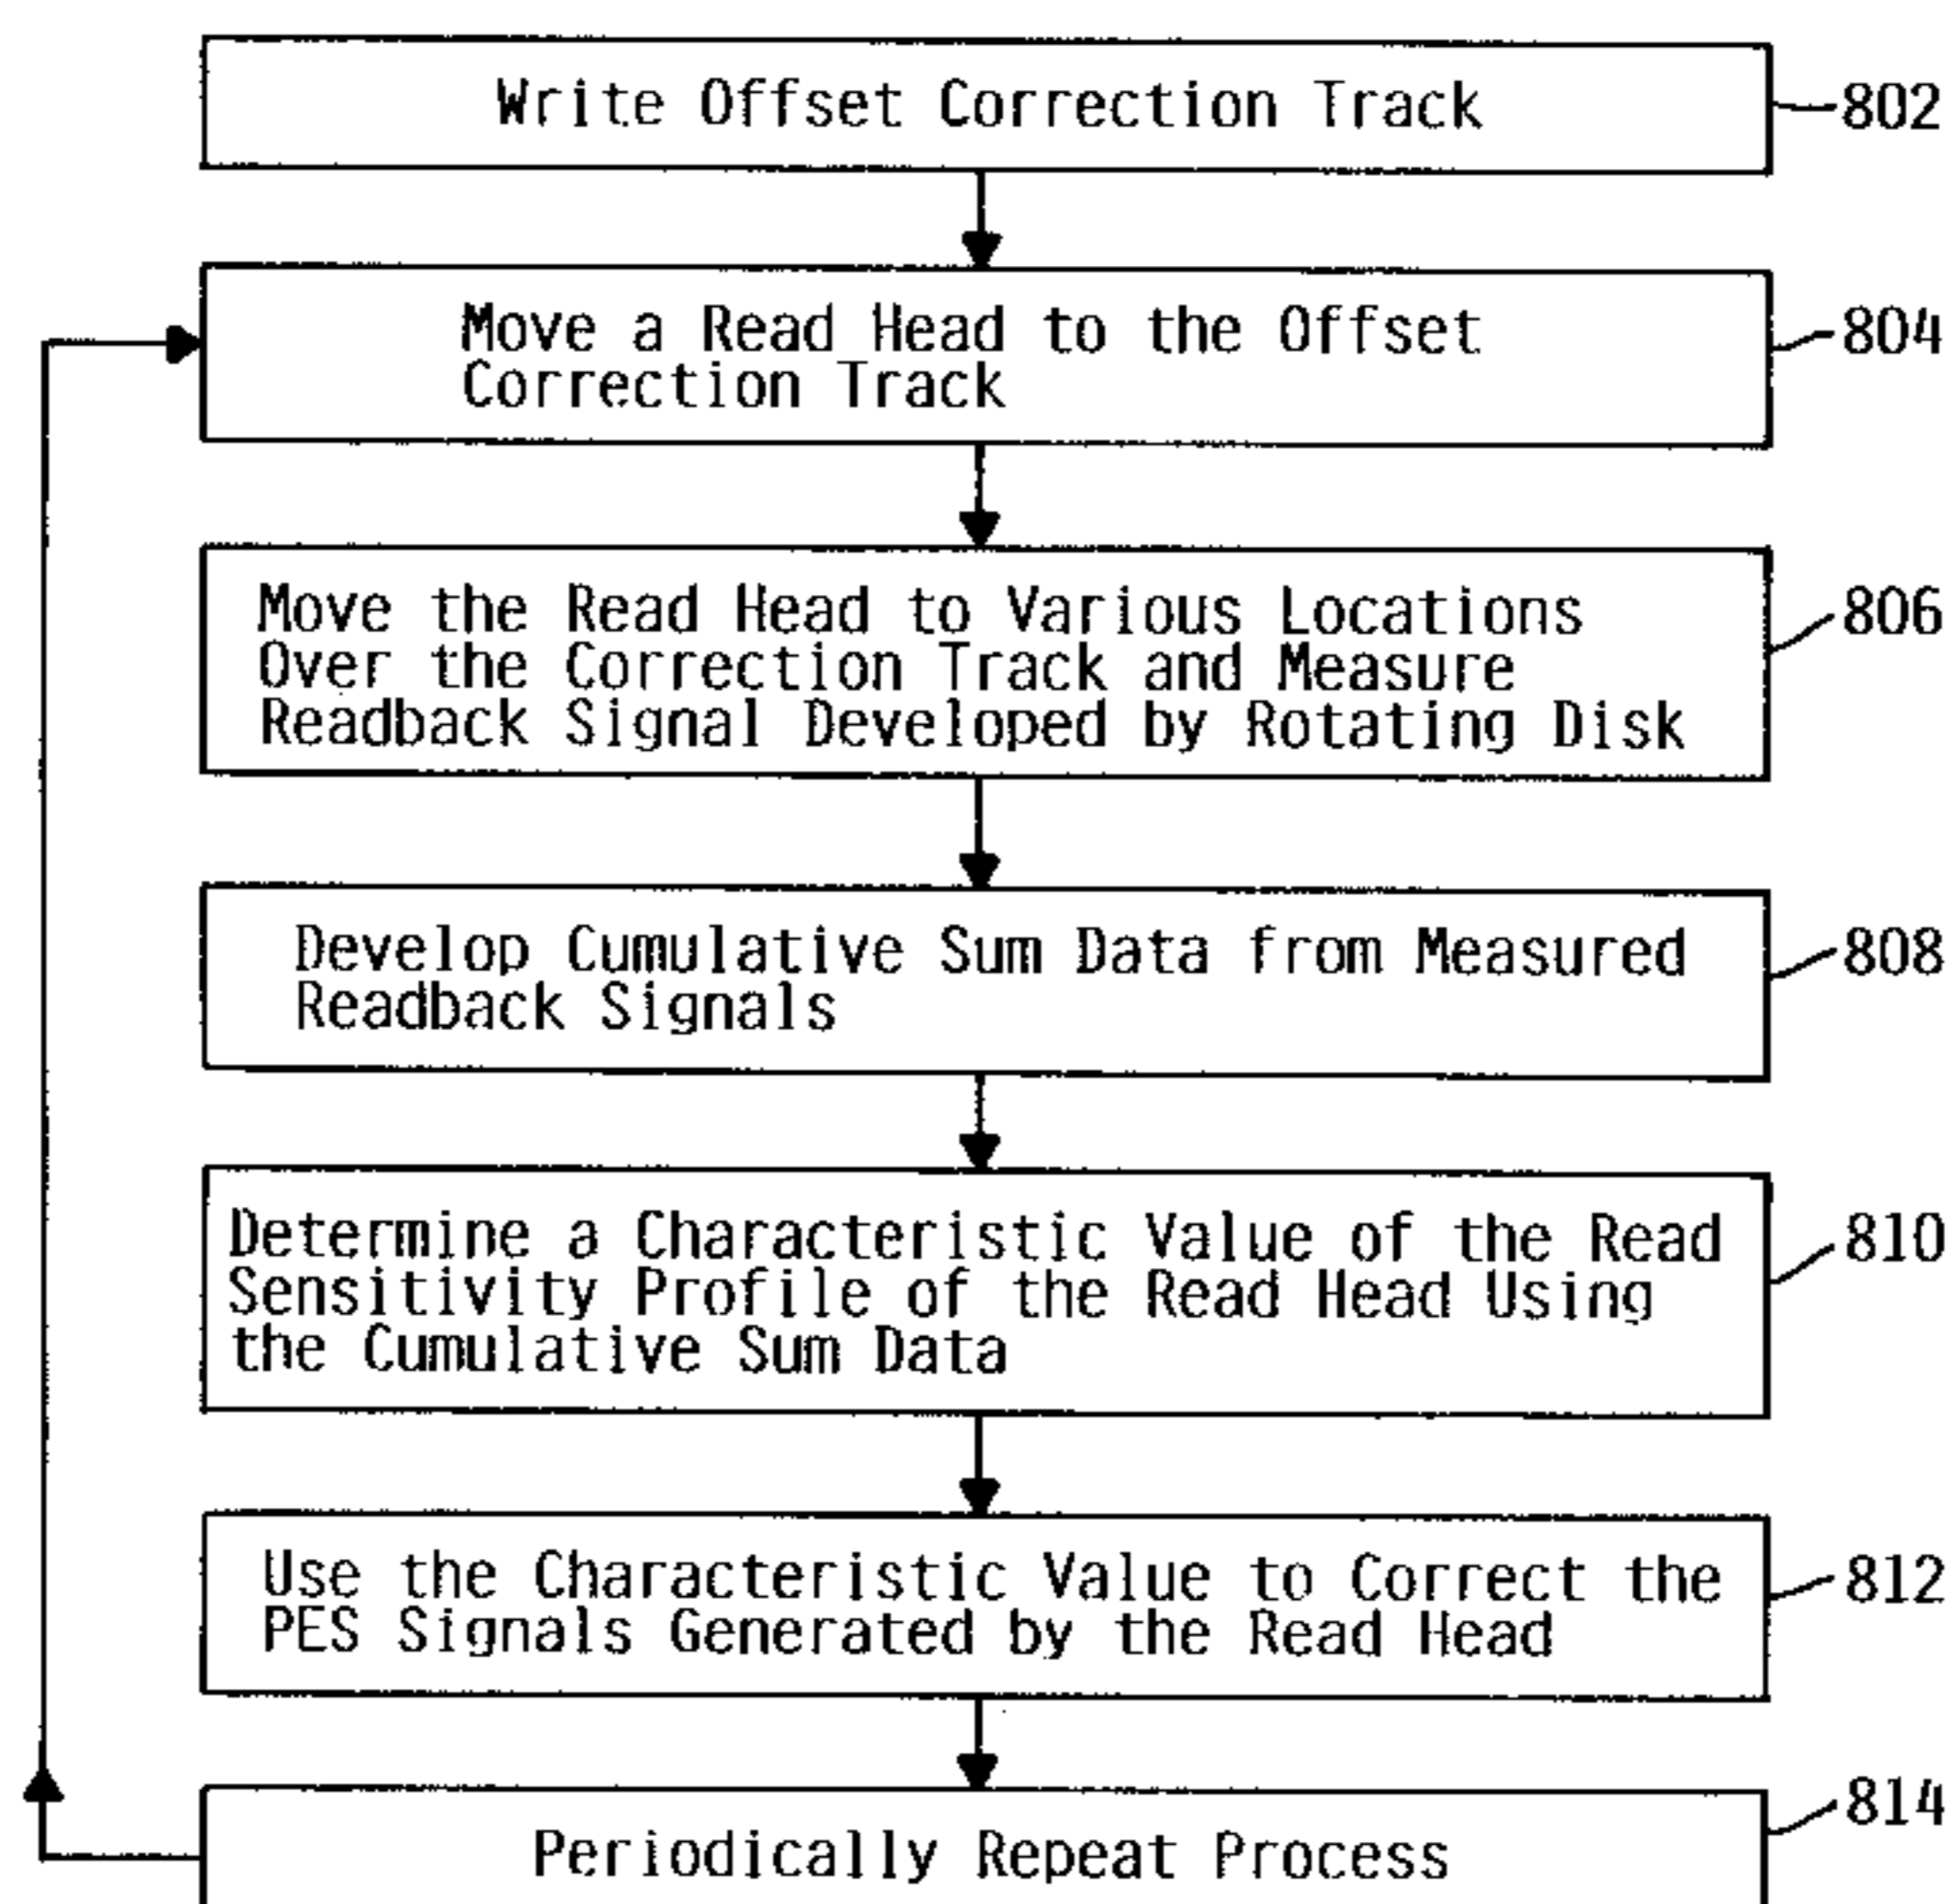 Write Offset Correction Track
802
Move a Read Head to the Offset
Correction Track
804
Move the Read Head to Various Locations
Over the Correction Track and Measure
Readback Signal Developed by Rotating Disk
806
Develop Cumulative Sum Data from Measured
Readback Signals
808
Determine a Characteristic Value of the Read
Sensitivity Profile of the Read Head Using
the Cumulative Sum Data
810
Use the Characteristic Value to Correct the
PES Signals Generated by the Read Head
812
Periodically Repeat Process
814